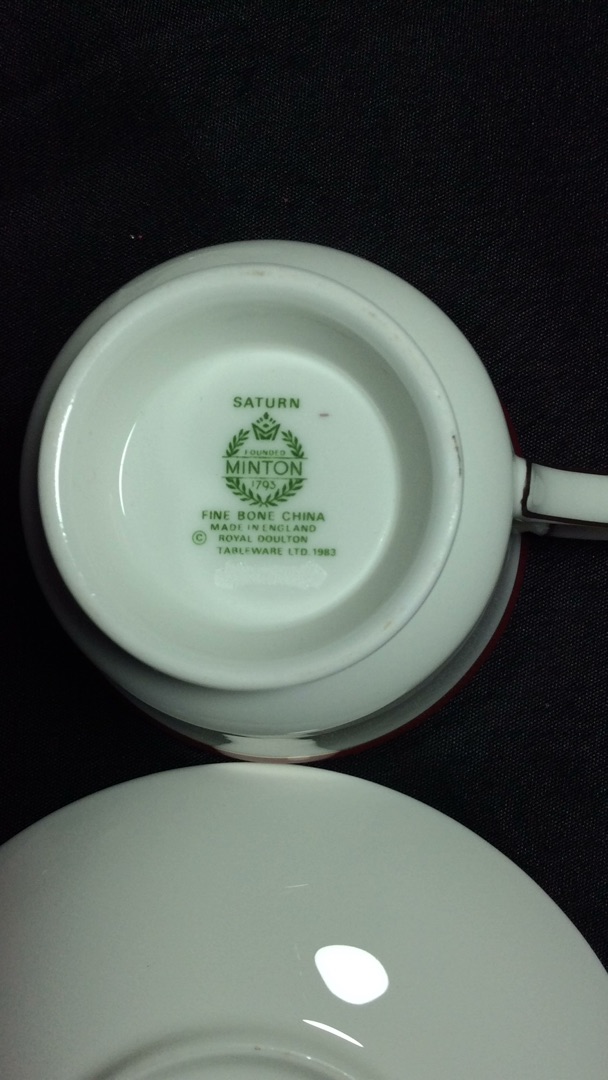 SATURN
FOUNDED
MINTON
1793
FINE BONE CHINA
MADE IN ENGLAND
© ROYAL DOULTON
TABLEWARE LTD. 1983